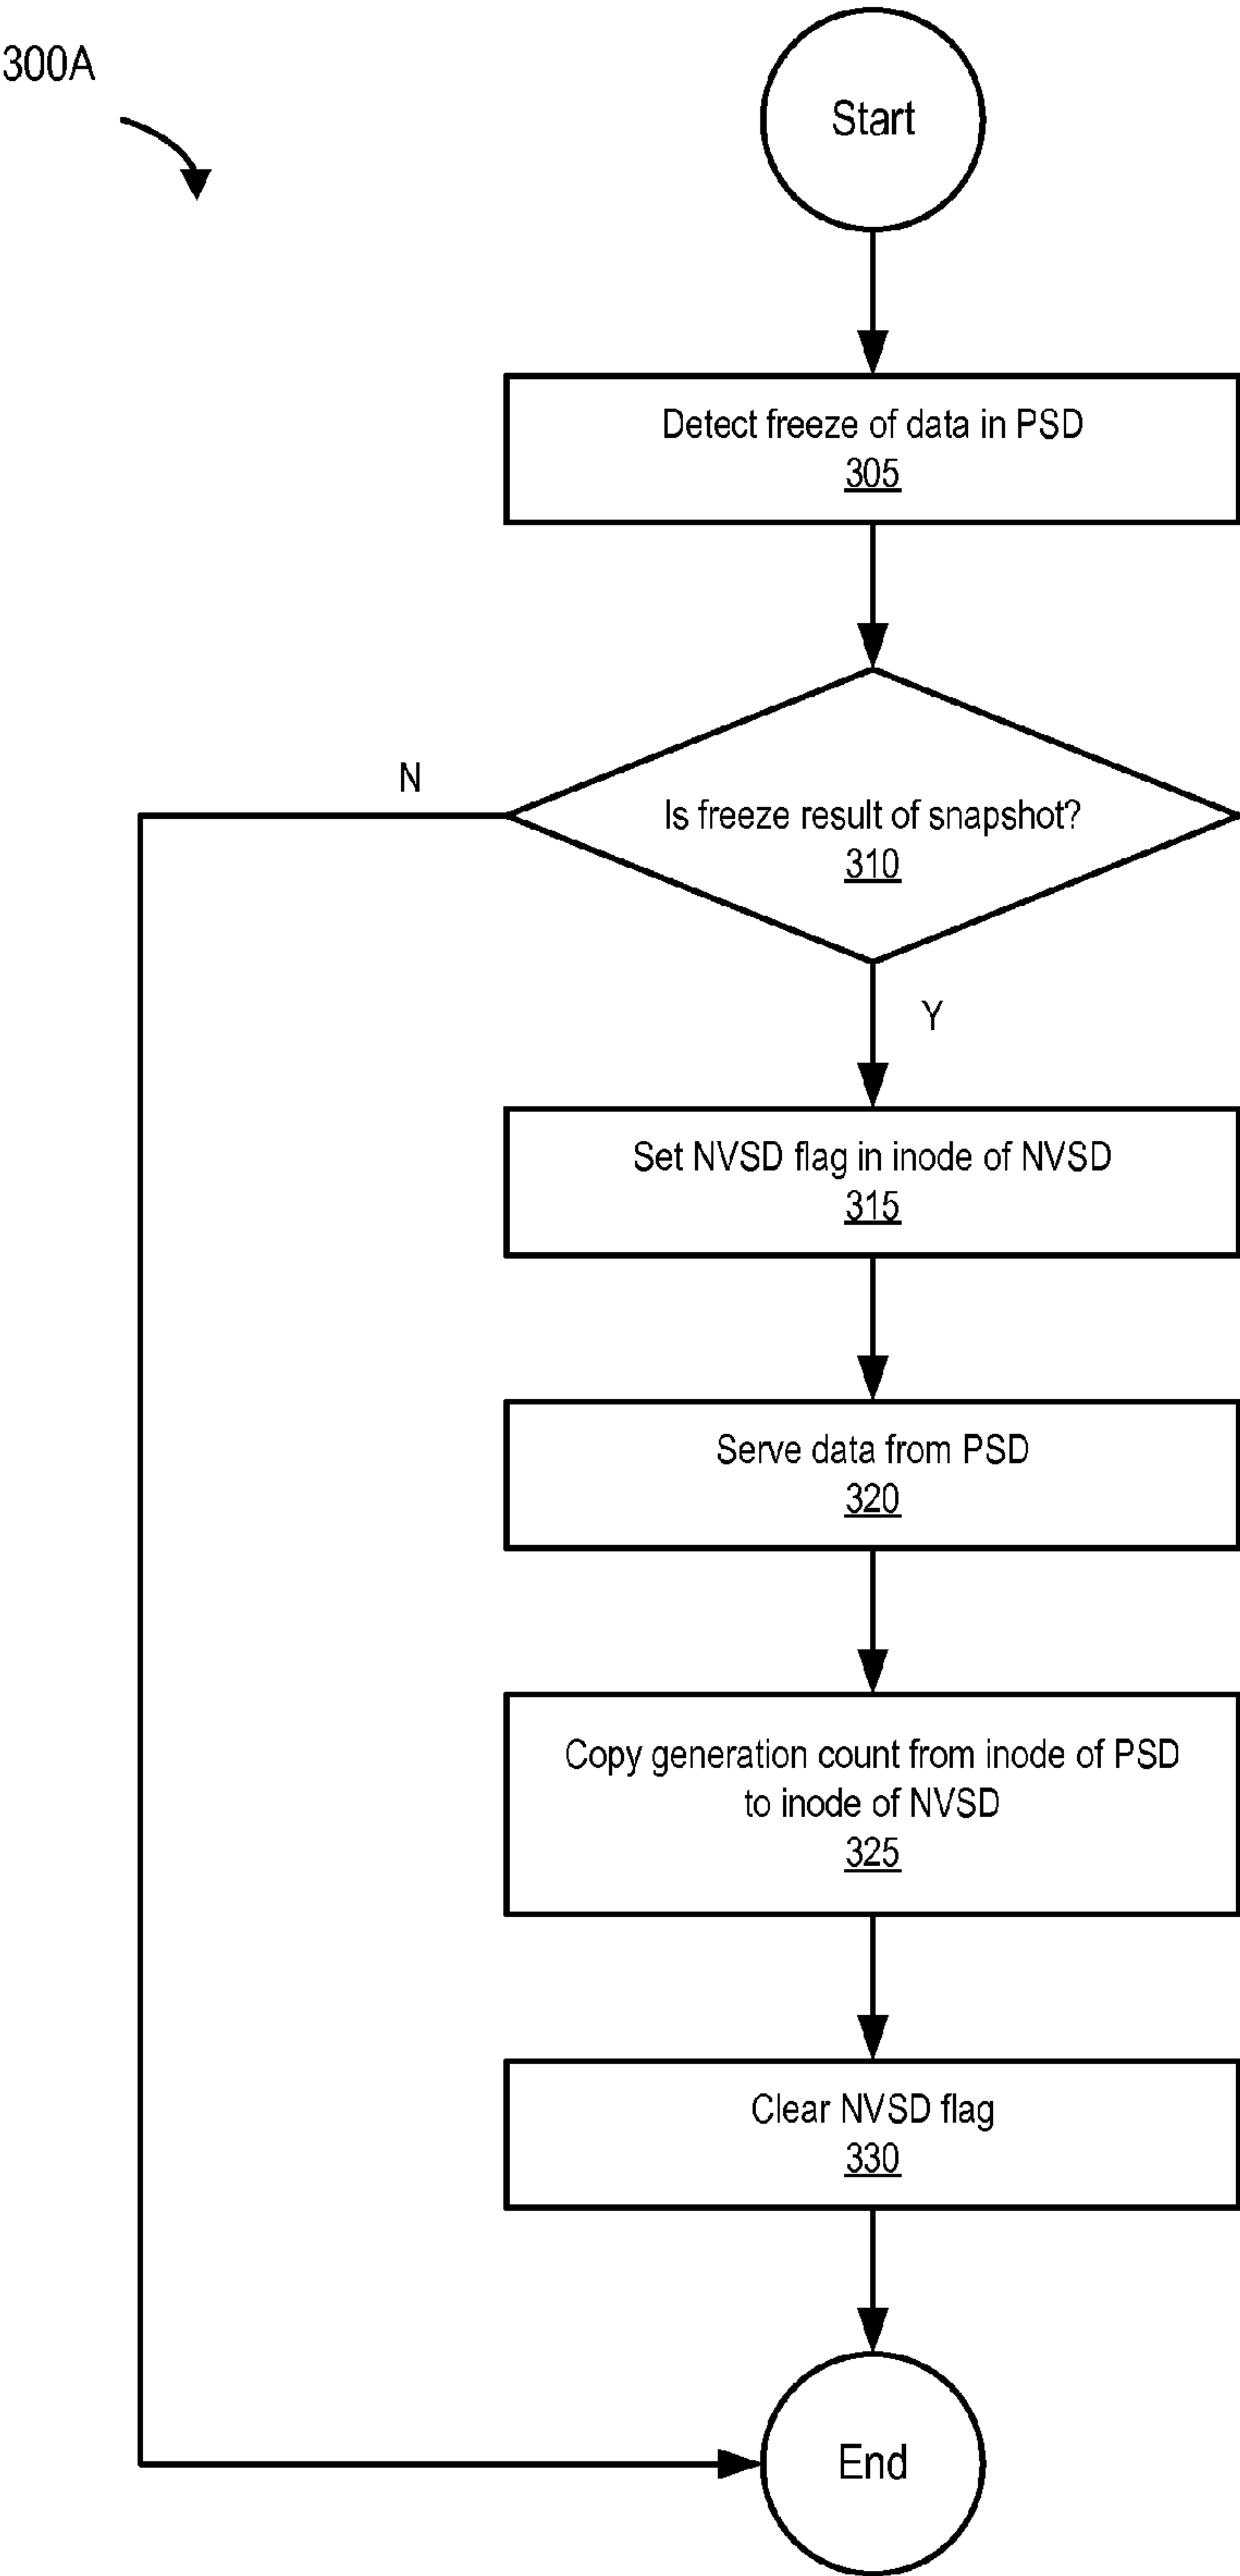 300A
Start
Detect freeze of data in PSD
305
N
Is freeze result of snapshot?
310
Y
Set NVSD flag in inode of NVSD
315
Serve data from PSD
320
Copy generation count from inode of PSD
to inode of NVSD
325
Clear NVSD flag
330
End